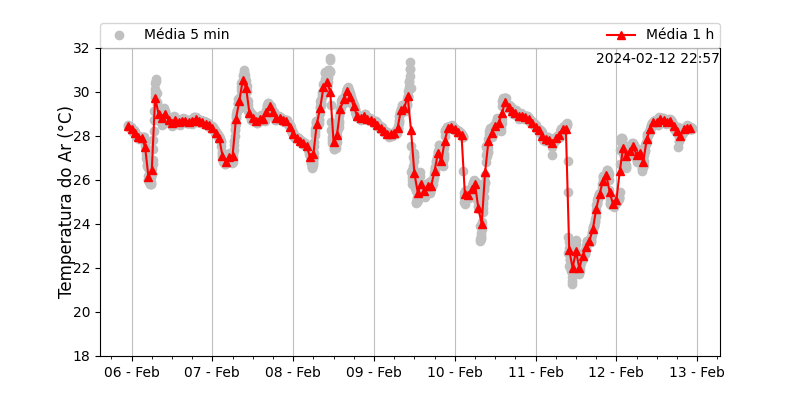 Média 5 min
Média 1 h
2024-02-12 22:57
Temperatura do Ar (°C)
32
30
28
26
24
22
20
18
06 - Feb
07 - Feb
08 - Feb
09 - Feb
10 - Feb
11 - Feb
12 - Feb
13 - Feb